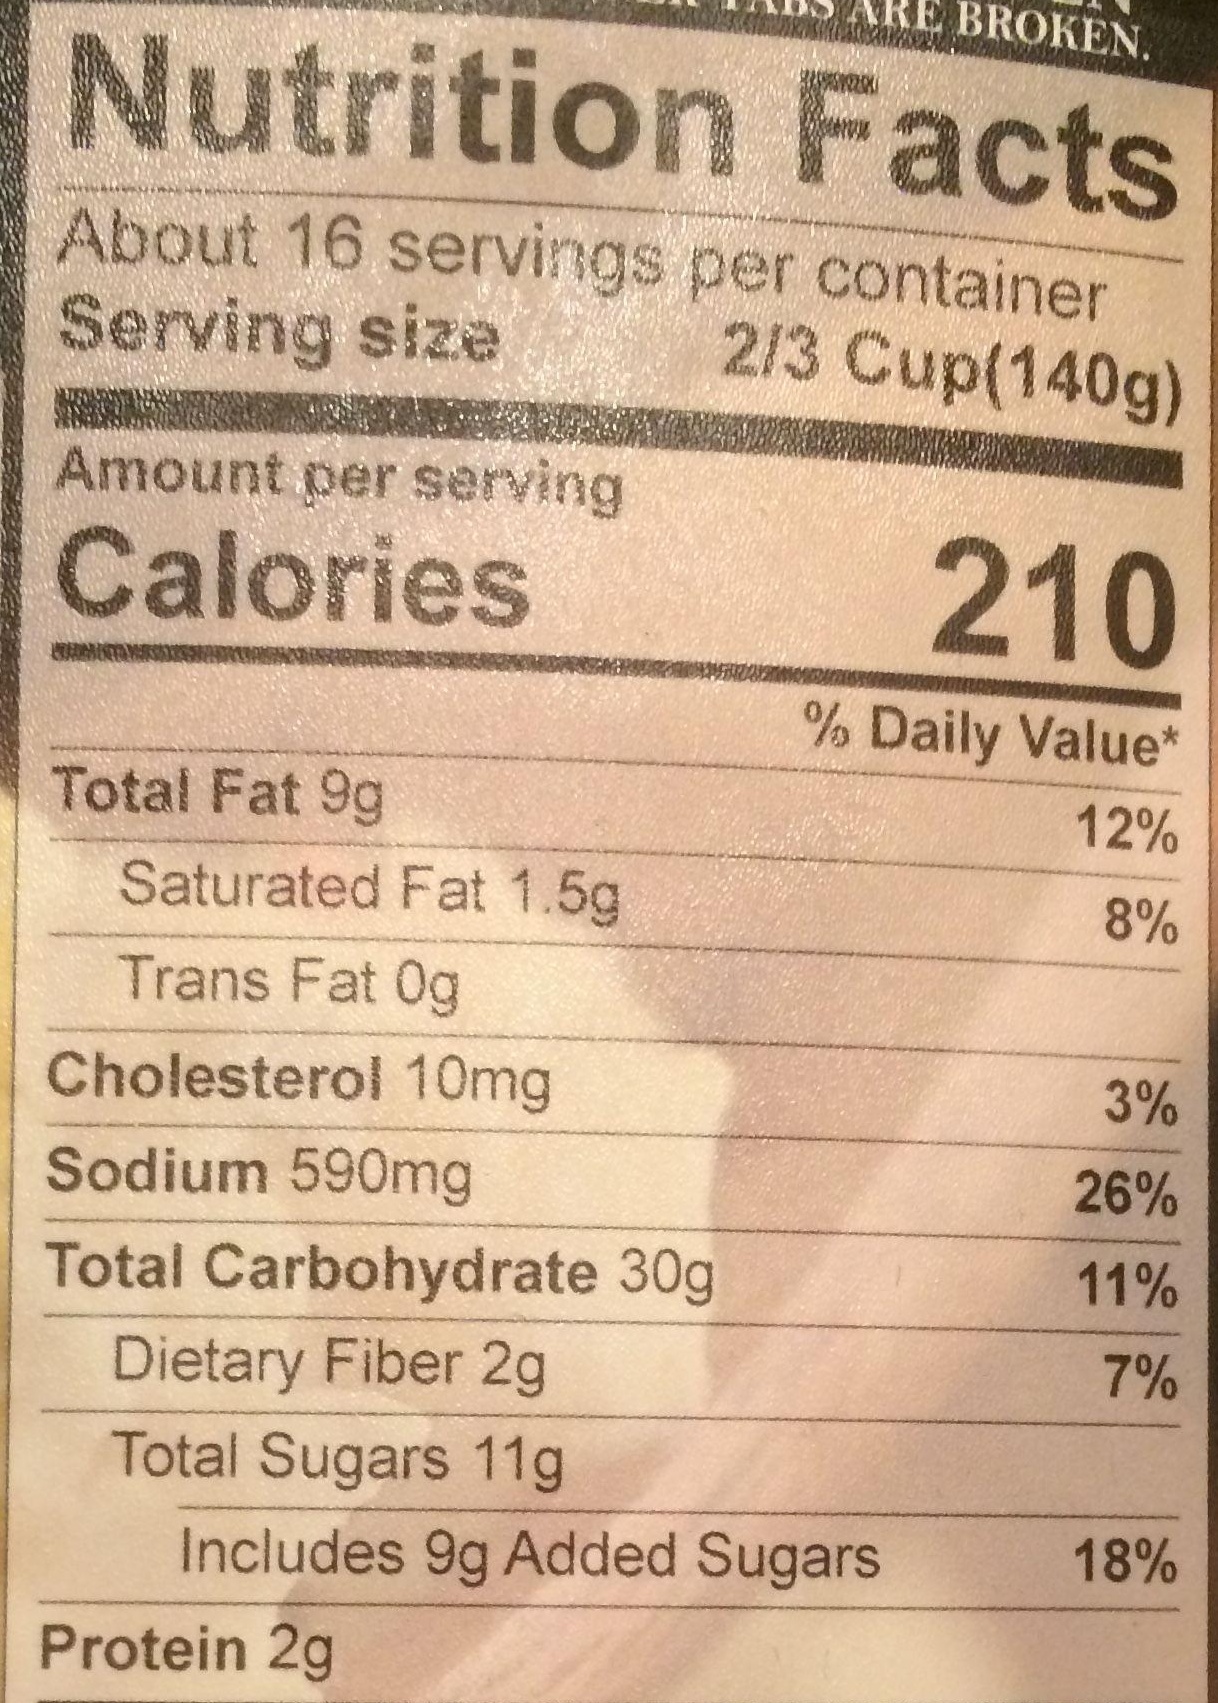 TABS ARE BROKEN.
Nutrition Facts
About 16 servings per container
Serving size 2/3 Cup(140g)
Amount per serving
Calories 210
% Daily Value*
Total Fat 9g 12%
Saturated Fat 1.5g 8%
Trans Fat 0g
Cholesterol 10mg 3%
Sodium 590mg 26%
Total Carbohydrate 30g 11%
Dietary Fiber 2g 7%
Total Sugars 11g
Includes 9g Added Sugars 18%
Protein 2g